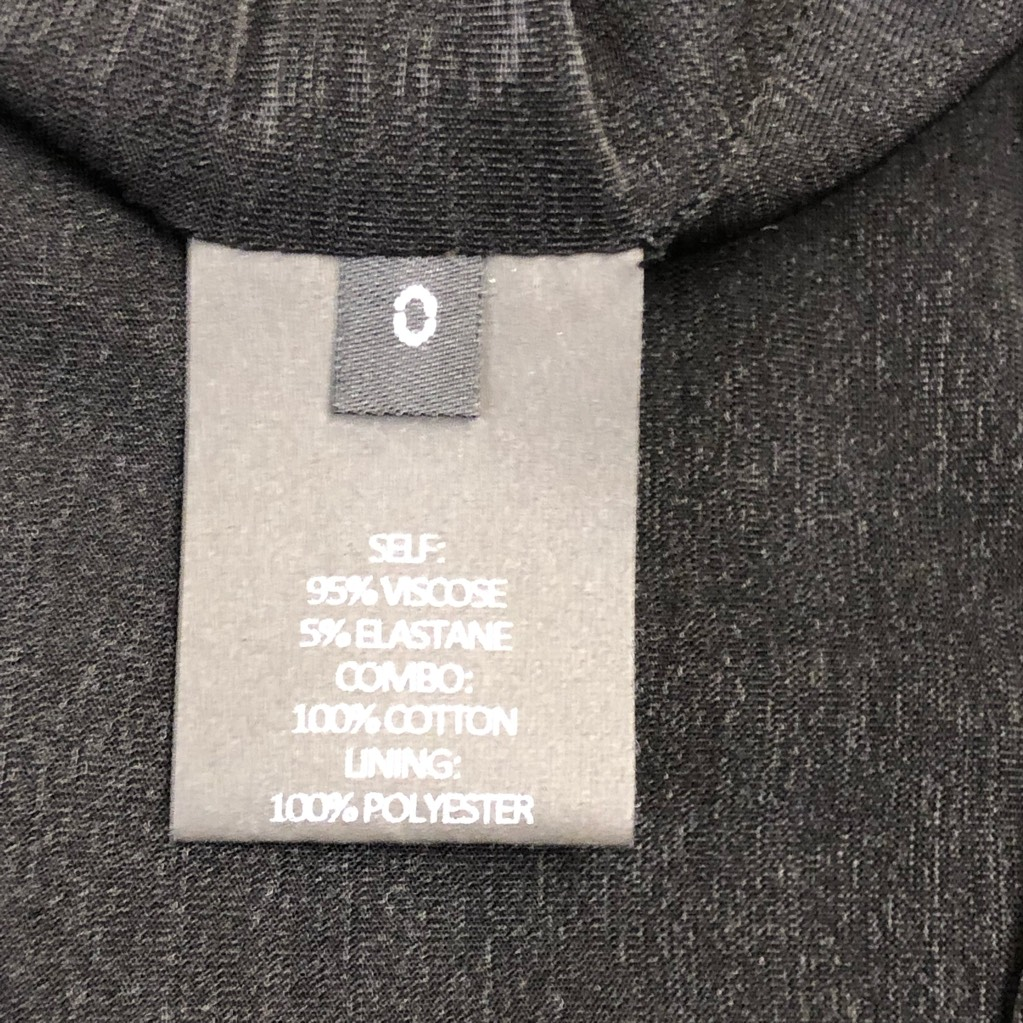 0
SELF:
95% VISCOSE
5% ELASTANE
COMBO:
100% COTTON
LINING:
100% POLYESTER